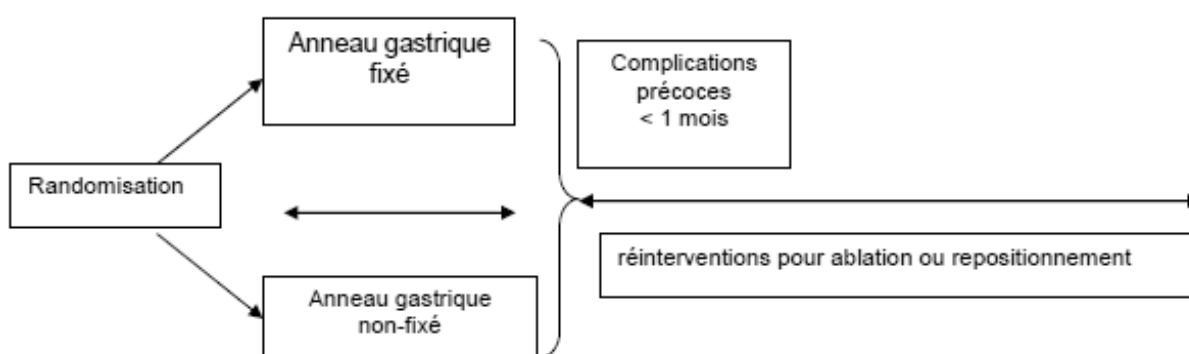 Anneau gastrique
fixé
Complications
précoces
< 1 mois
Randomisation
réinterventions pour ablation ou repositionnement
Anneau gastrique
non-fixé